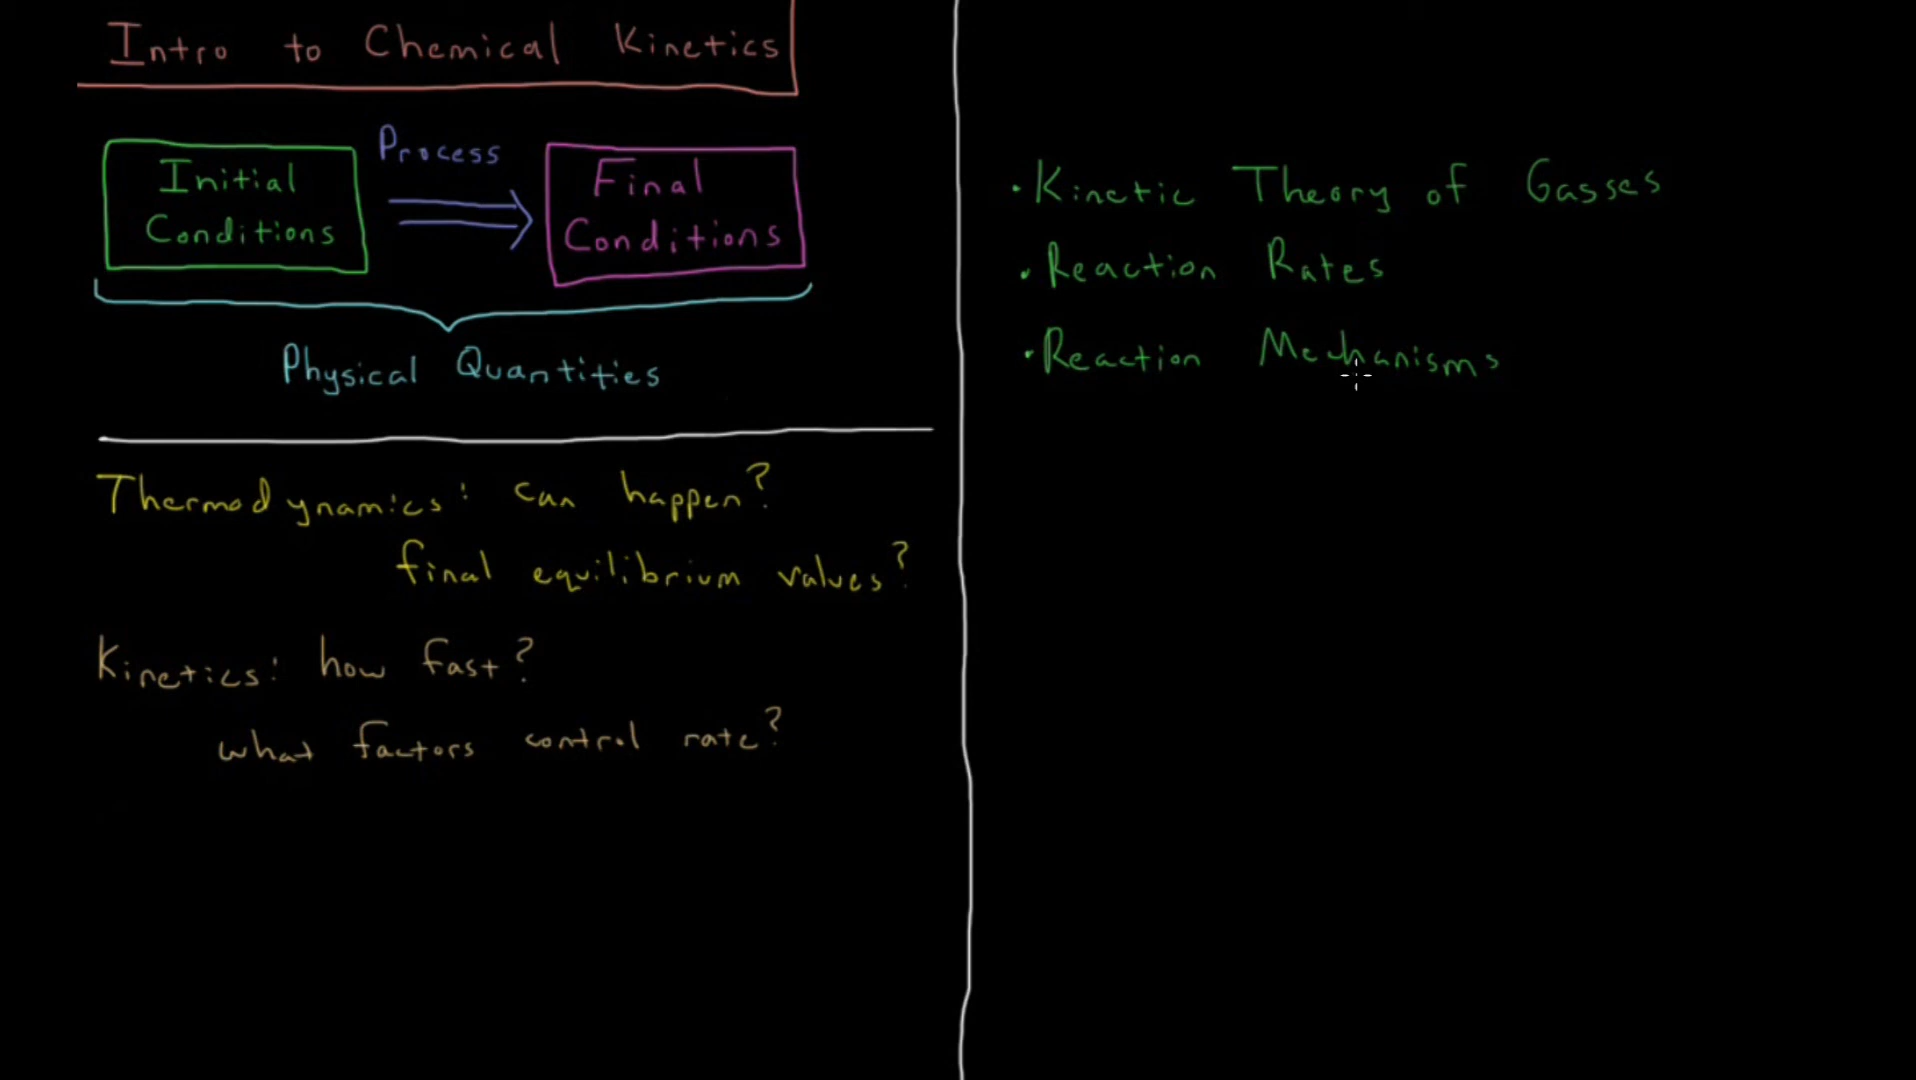 Intro to Chemical Kinetics
Initial
Conditions
Process
Final
Conditions
Physical Quantities
Thermodynamics: can happen?
final equilibrium values?
Kinetics: how fast?
what factors control rate?
• Kinetic Theory of Gasses
• Reaction Rates
• Reaction Mechanisms